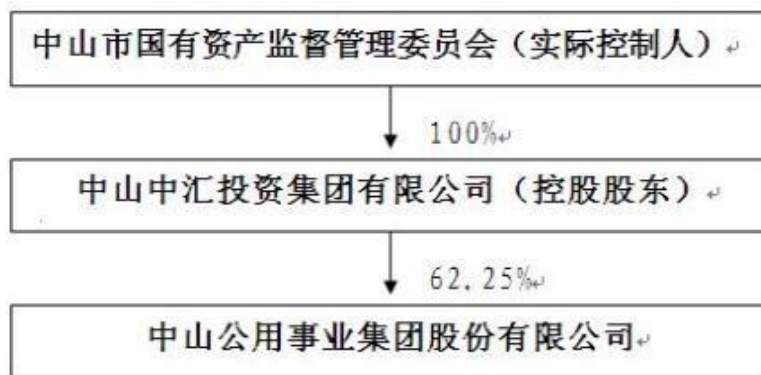 中山市国有资产监督管理委员会（实际控制人）
100%
中山中汇投资集团有限公司（控股股东）
62.25%
中山公用事业集团股份有限公司